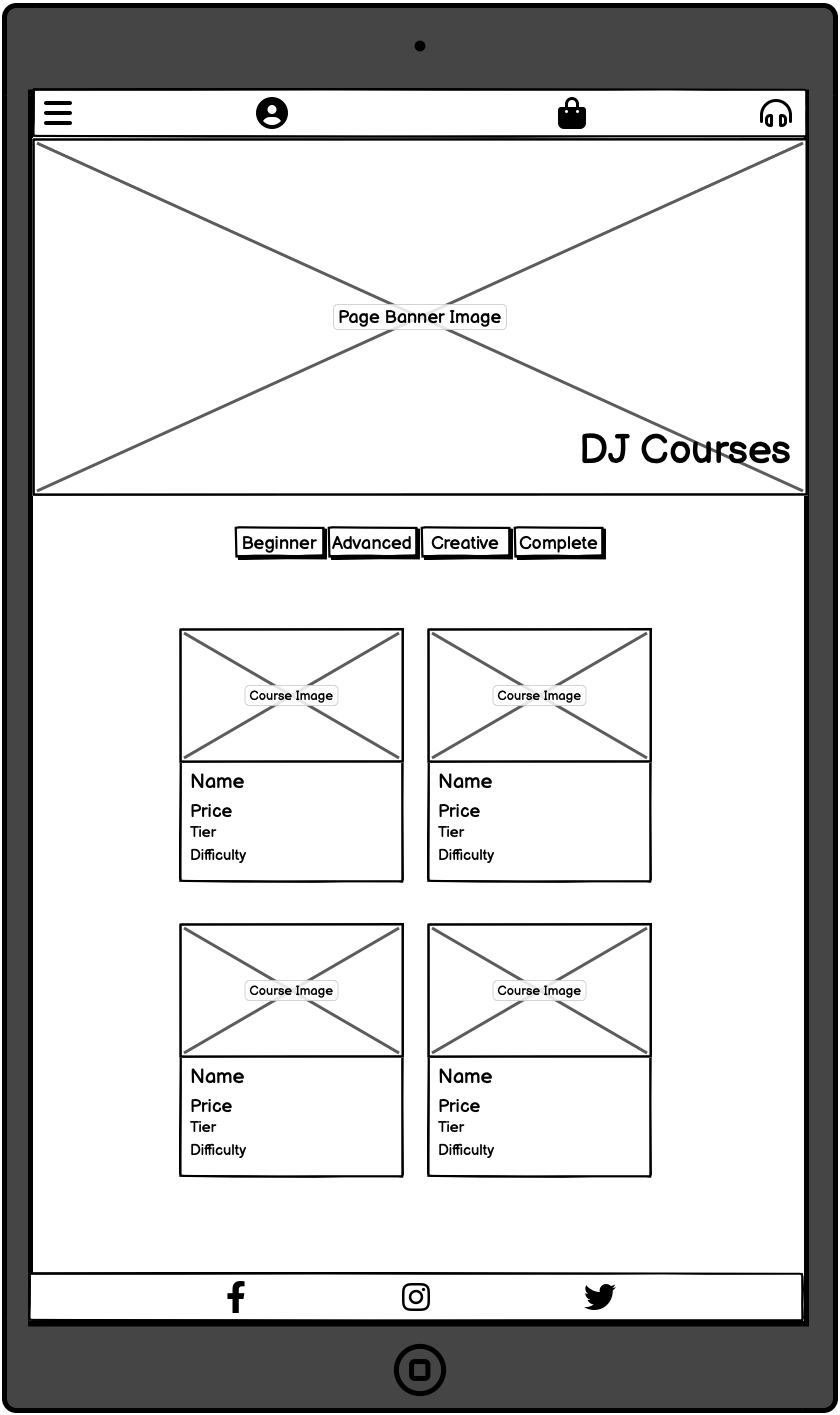 Page Banner Image
DJ Courses
Beginner Advanced Creative Complete
Course Image Course Image
Name Name
Price Price
Tier Tier
Difficulty Difficulty
Course Image Course Image
Name Name
Price Price
Tier Tier
Difficulty Difficulty